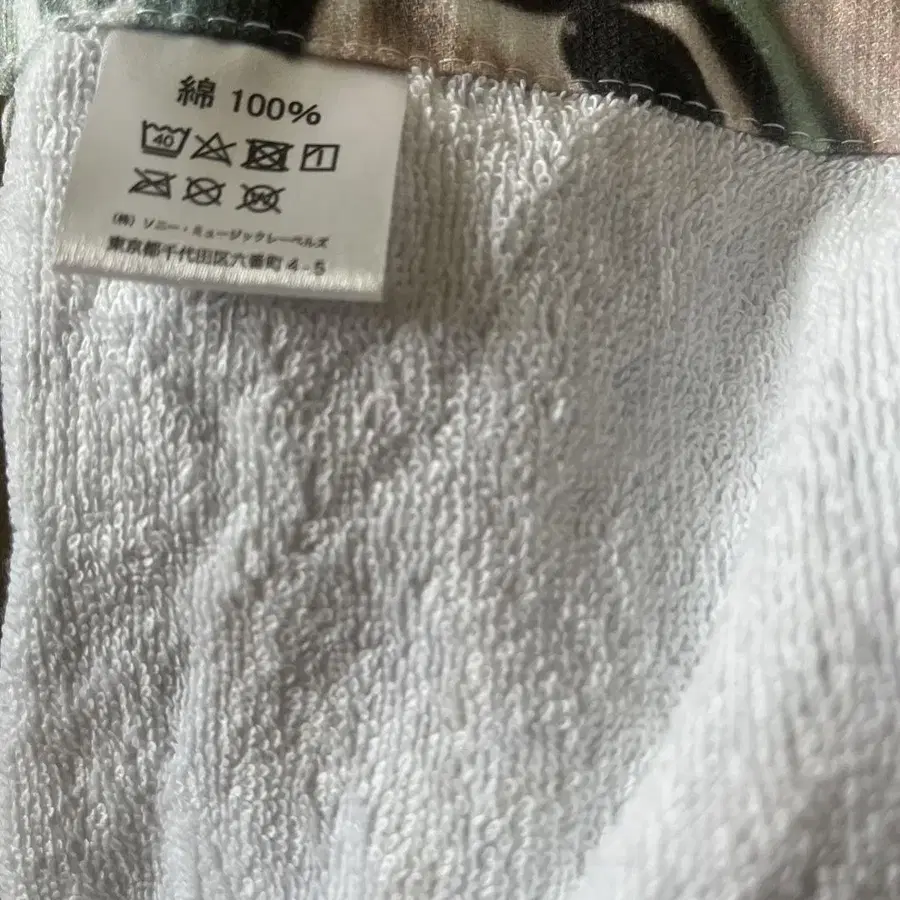 綿 100%
40
(株) ソニー・ミュージックレーベルズ
東京都千代田区六番町 4-5